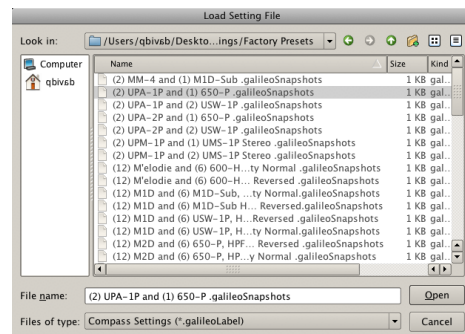 Load Setting File
Look in: /Users/qbivab/Deskto...ings/Factory Presets
Computer
qbivab
Name Size Kind
(2) MM-4 and (1) M1D-Sub .galileoSnapshots 1 KB gal...
(2) UPA-1P and (1) 650-P .galileoSnapshots 1 KB gal...
(2) UPA-1P and (2) USW-1P .galileoSnapshots 1 KB gal...
(2) UPA-2P and (1) 650-P .galileoSnapshots 1 KB gal...
(2) UPA-2P and (2) USW-1P .galileoSnapshots 1 KB gal...
(2) UPM-1P and (1) UMS-1P Stereo .galileoSnapshots 1 KB gal...
(2) UPM-1P and (2) UMS-1P Stereo .galileoSnapshots 1 KB gal...
(12) M'elodie and (6) 600-H...ty Normal .galileoSnapshots 1 KB gal...
(12) M'elodie and (6) 600-H... Reversed .galileoSnapshots 1 KB gal...
(12) M1D and (6) M1D-Sub, ...ty Normal .galileoSnapshots 1 KB gal...
(12) M1D and (6) M1D-Sub H... Reversed.galileoSnapshots 1 KB gal...
(12) M1D and (6) USW-1P, H...Reversed .galileoSnapshots 1 KB gal...
(12) M1D and (6) USW-1P, H...ty Normal .galileoSnapshots 1 KB gal...
(12) M2D and (6) 650-P, HPF... Reversed .galileoSnapshots 1 KB gal...
(12) M2D and (6) 650-P, HP...y Normal .galileoSnapshots 1 KB gal...
File name: (2) UPA-1P and (1) 650-P .galileoSnapshots Open
Files of type: Compass Settings (*.galileoLabel) Cancel